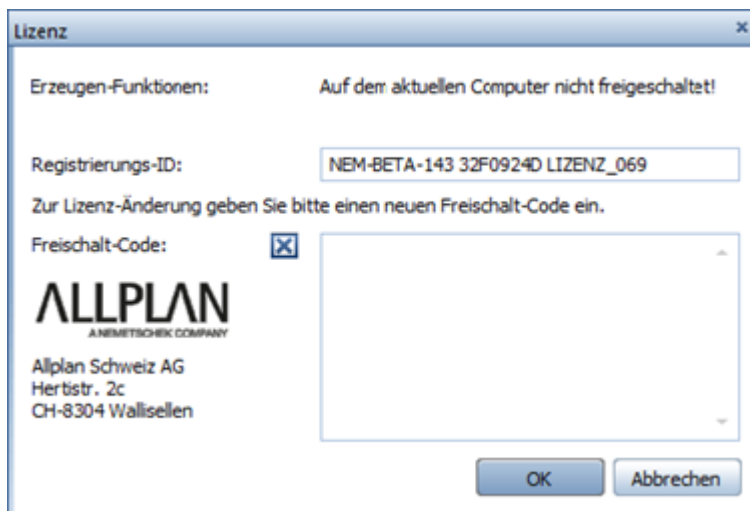 Lizenz
Erzeugen-Funktionen: Auf dem aktuellen Computer nicht freigeschaltet!
Registrierungs-ID: NEM-BETA-143 32F0924D LIZENZ_069
Zur Lizenz-Änderung geben Sie bitte einen neuen Freischalt-Code ein.
Freischalt-Code:
ALLPLAN
A NEMETSCHEK COMPANY
Allplan Schweiz AG
Hertistr. 2c
CH-8304 Wallisellen
OK Abbrechen